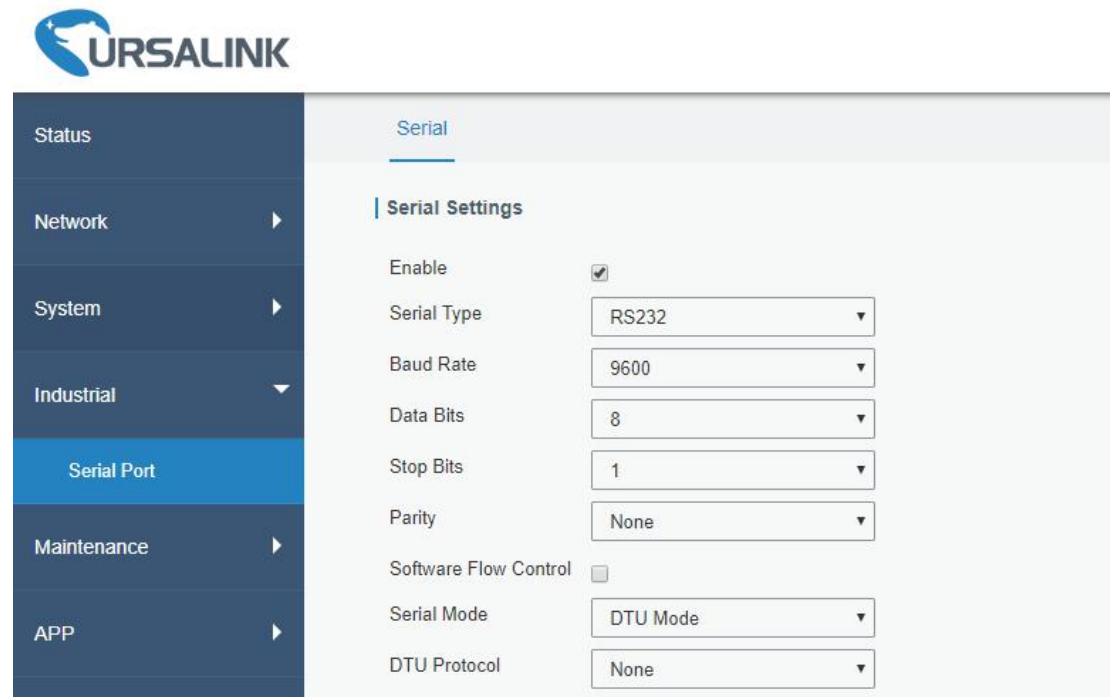 URSALINK
Status
Serial
Network
Serial Settings
Enable
System
Serial Type RS232
Baud Rate 9600
Industrial
Data Bits 8
Serial Port
Stop Bits 1
Parity None
Maintenance
Software Flow Control
APP
Serial Mode DTU Mode
DTU Protocol None